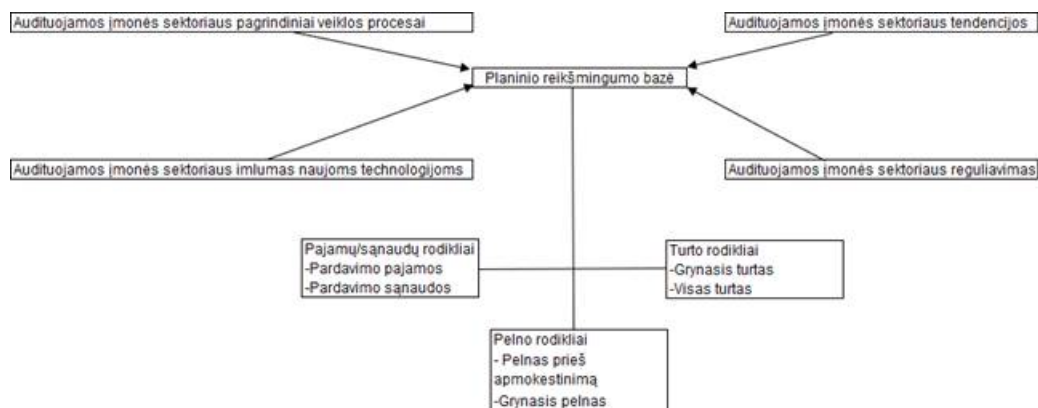 Audituojamos įmonės sektoriaus pagrindiniai veiklos procesai
Audituojamos įmonės sektoriaus tendencijos
Planinio reikšmingumo bazė
Audituojamos įmonės sektoriaus imlumas naujoms technologijoms
Audituojamos įmonės sektoriaus reguliavimas
Pajamų/sąnaudų rodikliai
-Pardavimo pajamos
-Pardavimo sąnaudos
Turto rodikliai
-Grynasis turtas
-Visas turtas
Pelno rodikliai
- Pelnas prieš
apmokestinimą
-Grynasis pelnas